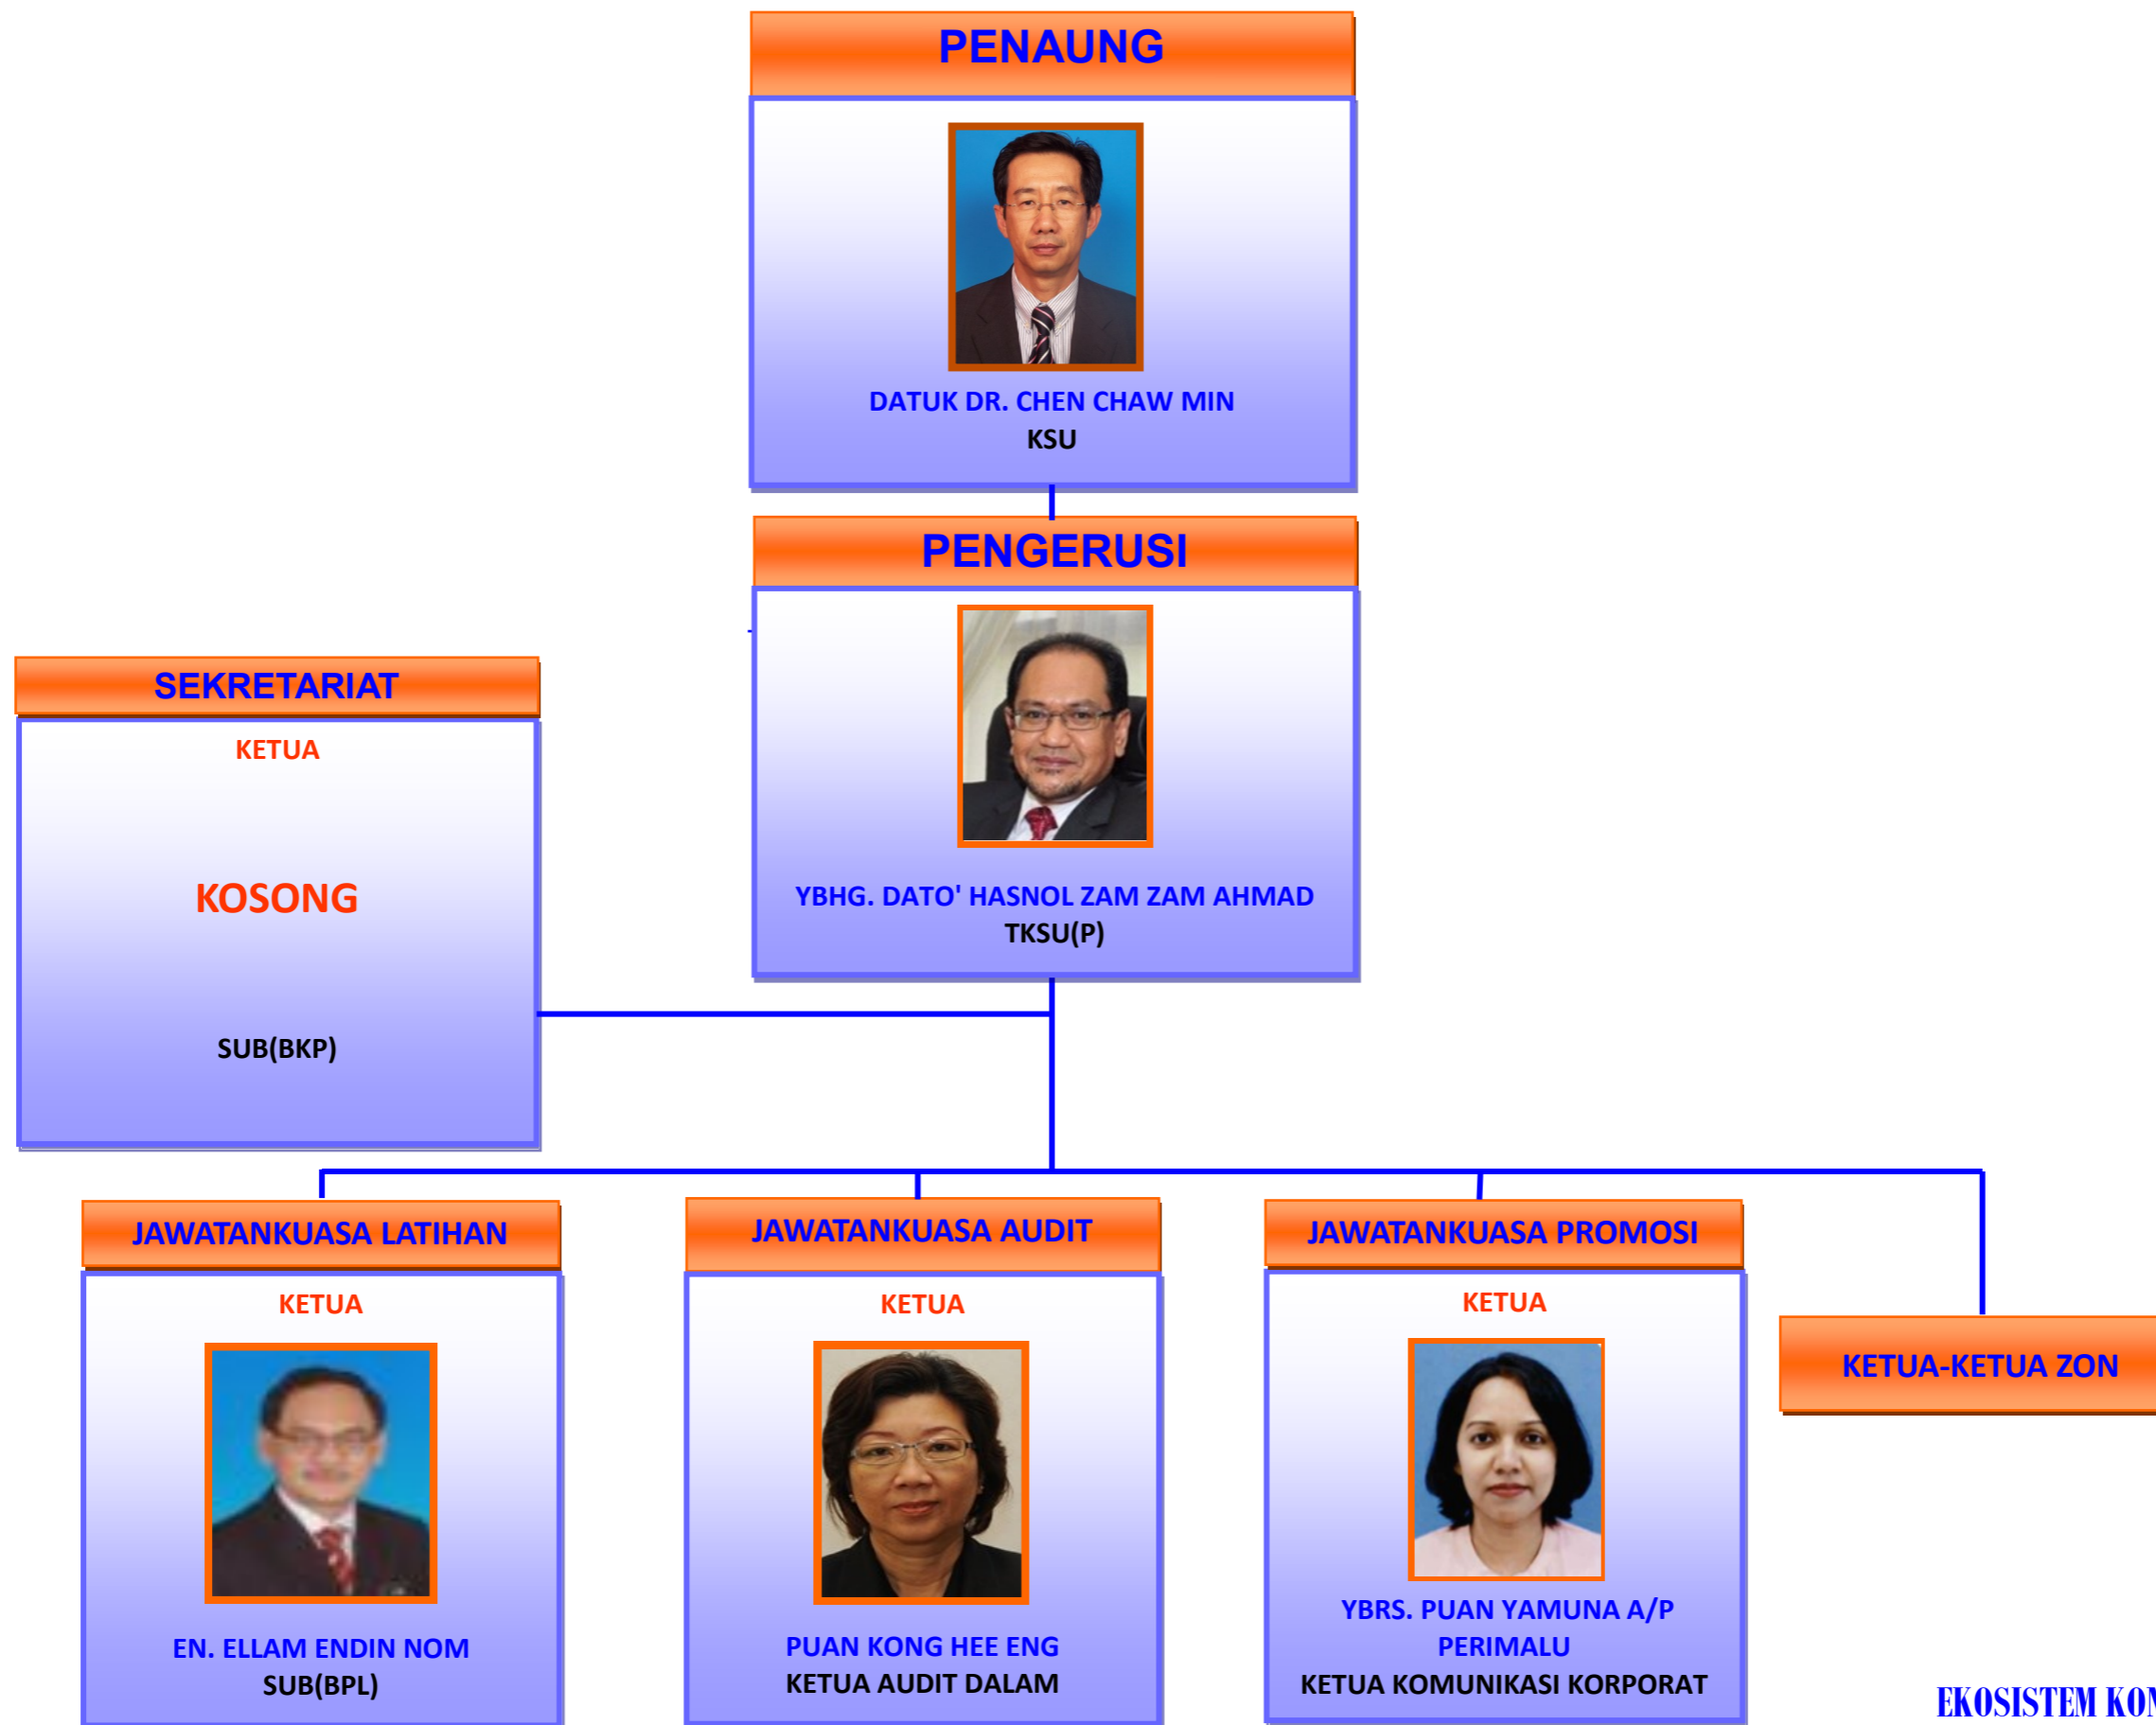 PENAUNG
DATUK DR. CHEN CHAW MIN
KSU
PENGERUSI
YBHG. DATO' HASNOL ZAM ZAM AHMAD
TKSU(P)
SEKRETARIAT
KETUA
KOSONG
SUB(BKP)
JAWATANKUASA LATIHAN
KETUA
EN. ELLAM ENDIN NOM
SUB(BPL)
JAWATANKUASA AUDIT
KETUA
PUAN KONG HEE ENG
KETUA AUDIT DALAM
JAWATANKUASA PROMOSI
KETUA
YBRS. PUAN YAMUNA A/P
PERIMALU
KETUA KOMUNIKASI KORPORAT
KETUA-KETUA ZON
EKOSISTEM